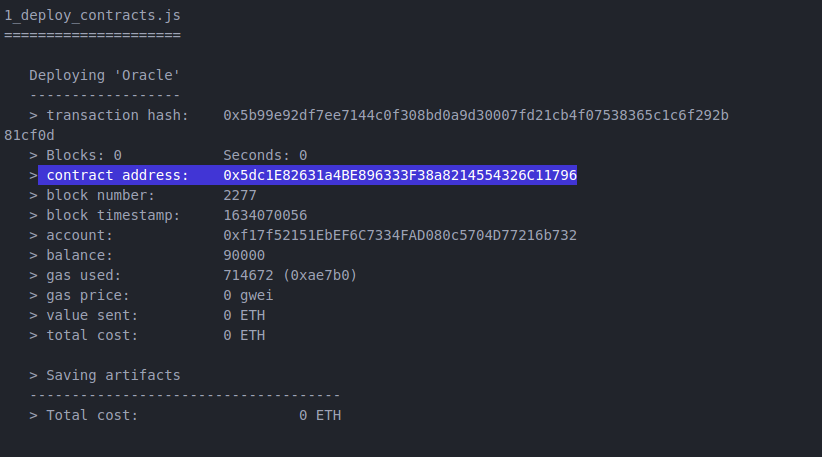 1_deploy_contracts.js
=====================
Deploying 'Oracle'
------------------
> transaction hash:    0x5b99e92df7ee7144c0f308bd0a9d30007fd21cb4f07538365c1c6f292b
81cf0d
> Blocks: 0            Seconds: 0
> contract address:    0x5dc1E82631a4BE896333F38a8214554326C11796
> block number:        2277
> block timestamp:     1634070056
> account:             0xf17f52151EbEF6C7334FAD080c5704D77216b732
> balance:             90000
> gas used:            714672 (0xae7b0)
> gas price:           0 gwei
> value sent:          0 ETH
> total cost:          0 ETH
> Saving artifacts
-------------------------------------
> Total cost:                   0 ETH